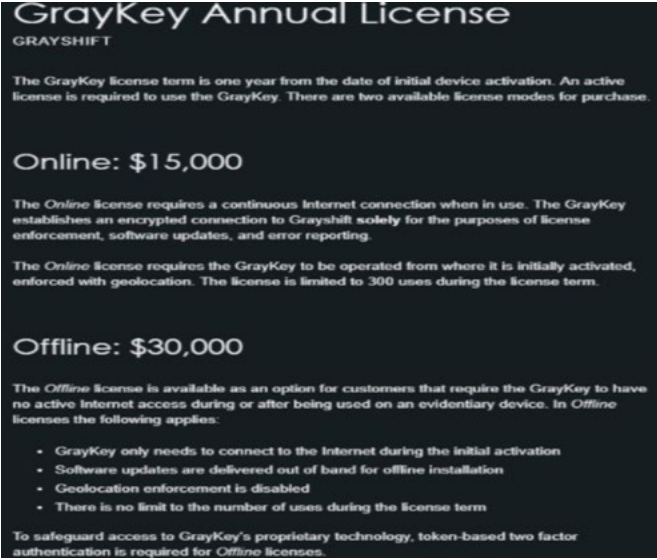 GrayKey Annual License
GRAYSHIFT
The GrayKey license term is one year from the date of initial device activation. An active
license is required to use the GrayKey. There are two available license modes for purchase.
Online: $15,000
The Online license requires a continuous Internet connection when in use. The GrayKey
establishes an encrypted connection to Grayshift solely for the purposes of license
enforcement, software updates, and error reporting.
The Online license requires the GrayKey to be operated from where it is initially activated,
enforced with geolocation. The license is limited to 300 uses during the license term.
Offline: $30,000
The Offline license is available as an option for customers that require the GrayKey to have
no active Internet access during or after being used on an evidentiary device. In Offline
licenses the following applies:
• GrayKey only needs to connect to the Internet during the initial activation
• Software updates are delivered out of band for offline installation
• Geolocation enforcement is disabled
• There is no limit to the number of uses during the license term
To safeguard access to GrayKey's proprietary technology, token-based two factor
authentication is required for Offline licenses.